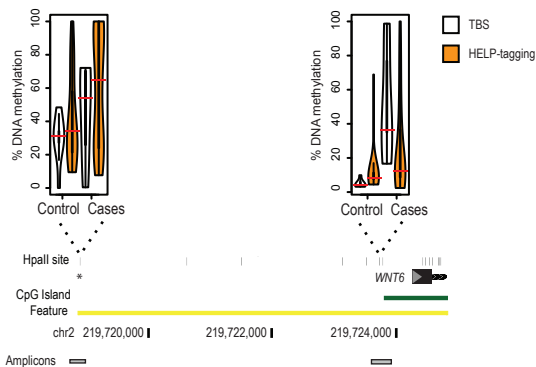 TBS
HELP-tagging
% DNA methylation
0 20 40 60 80 100
Control Cases
% DNA methylation
0 20 40 60 80 100
Control Cases
HpaII site
*
WNT6
CpG Island
Feature
chr2 219,720,000 219,722,000 219,724,000
Amplicons